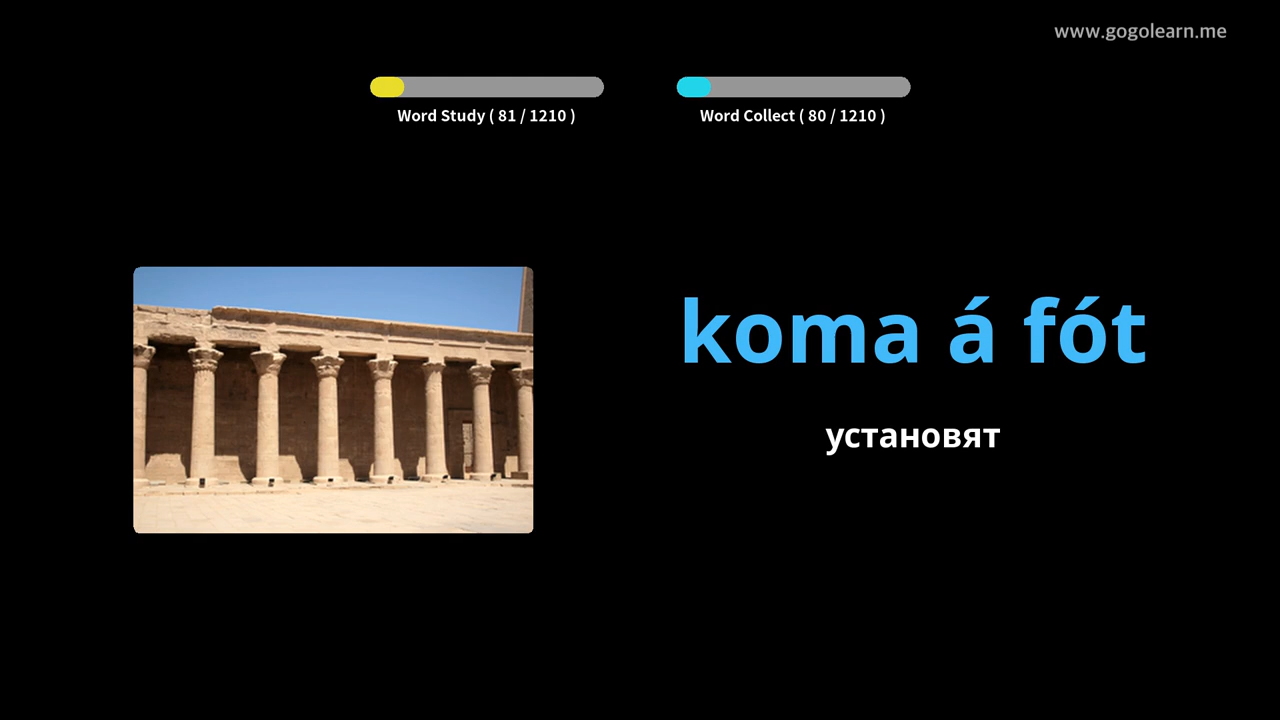 www.gogolearn.me
Word Study ( 81 / 1210 )
Word Collect ( 80 / 1210 )
koma á fót
установят